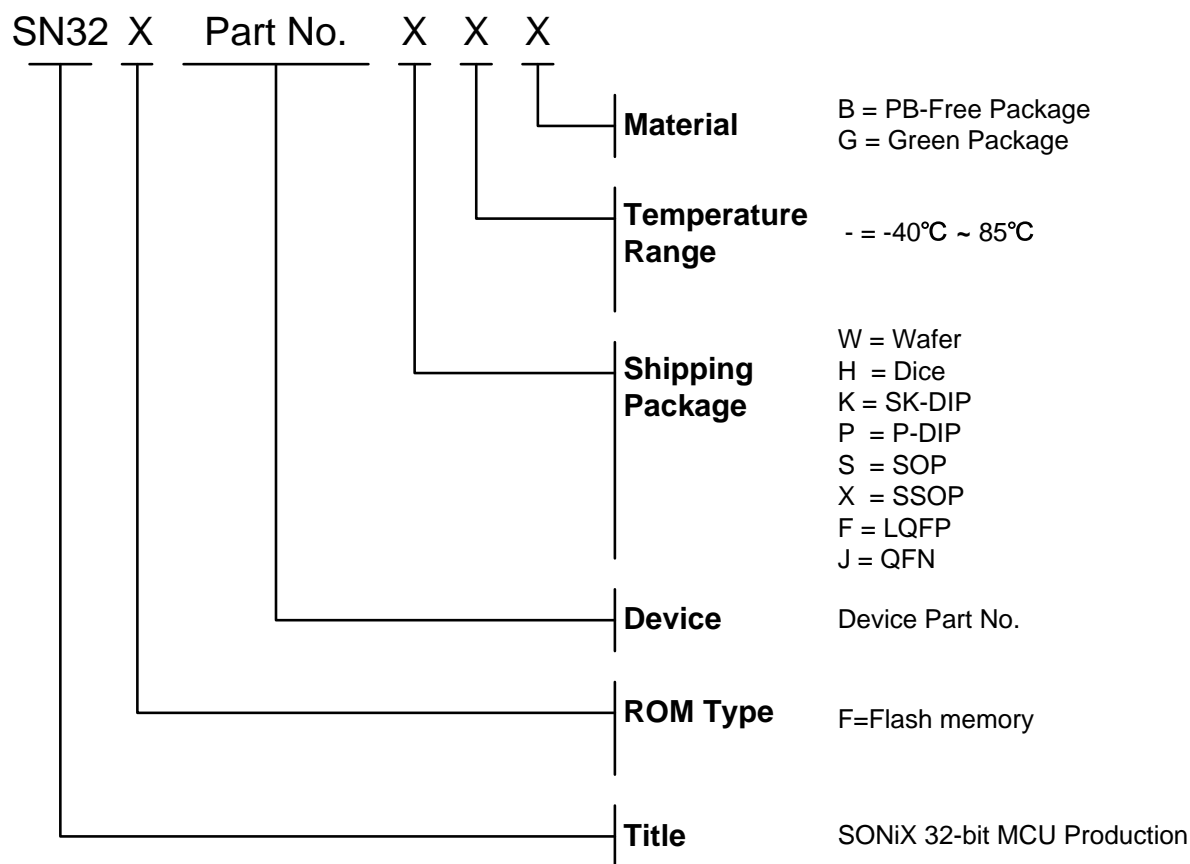 SN32 X Part No. X X X
Material
B = PB-Free Package
G = Green Package
Temperature
Range
- = -40℃ ~ 85℃
Shipping
Package
W = Wafer
H = Dice
K = SK-DIP
P = P-DIP
S = SOP
X = SSOP
F = LQFP
J = QFN
Device
Device Part No.
ROM Type
F=Flash memory
Title
SONiX 32-bit MCU Production